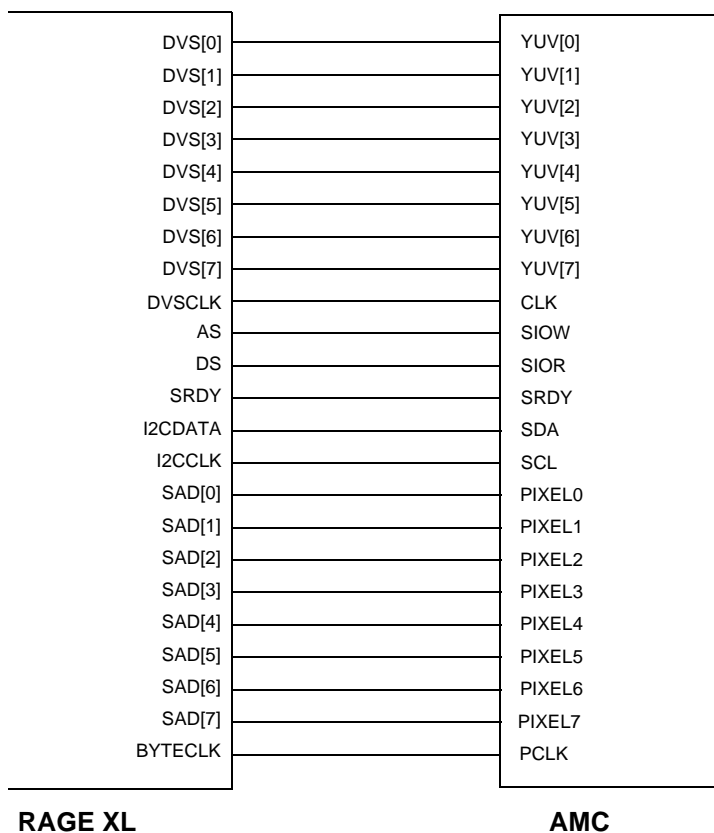 DVS[0] YUV[0]
DVS[1] YUV[1]
DVS[2] YUV[2]
DVS[3] YUV[3]
DVS[4] YUV[4]
DVS[5] YUV[5]
DVS[6] YUV[6]
DVS[7] YUV[7]
DVSCLK CLK
AS SIOW
DS SIOR
SRDY SRDY
I2CDATA SDA
I2CCLK SCL
SAD[0] PIXEL0
SAD[1] PIXEL1
SAD[2] PIXEL2
SAD[3] PIXEL3
SAD[4] PIXEL4
SAD[5] PIXEL5
SAD[6] PIXEL6
SAD[7] PIXEL7
BYTECLK PCLK
RAGE XL AMC